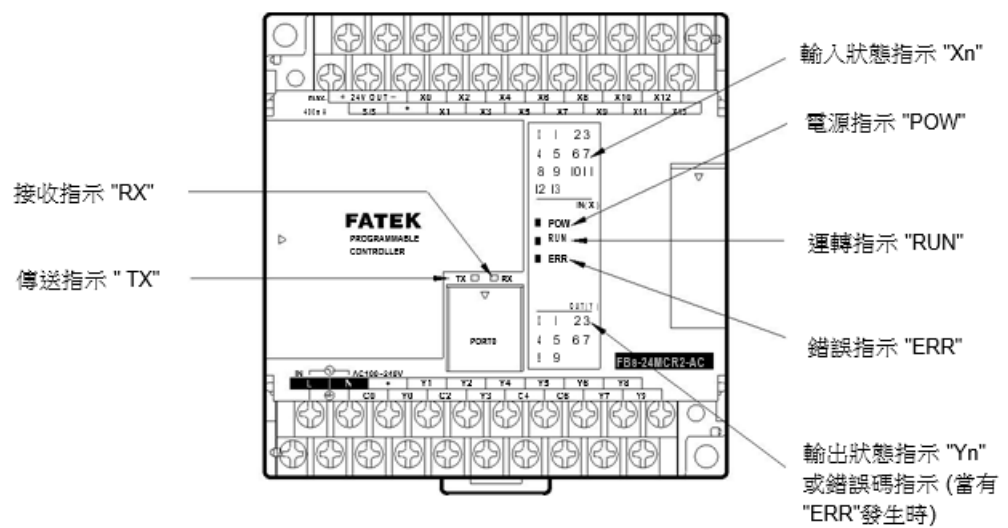 輸入狀態指示 "Xn"
max. + 24V OUT - X0 X2 X4 X6 X8 X10 X12
400mA S/S X1 X3 X5 X7 X9 X11 X13
1 2 3
4 5 6 7
8 9 10 11
12 13
IN(X)
電源指示 "POW"
POW
接收指示 "RX"
FATEK
PROGRAMMABLE
CONTROLLER
RUN
運轉指示 "RUN"
ERR
傳送指示 " TX"
TX RX
OUT(Y)
1 2 3
4 5 6 7
9
PORT0
錯誤指示 "ERR"
FBs-24MCR2-AC
IN AC100~240V
L N Y1 Y2 Y4 Y5 Y6 Y8
C0 Y0 C2 Y3 C4 C6 Y7 Y9
輸出狀態指示 "Yn"
或錯誤碼指示 (當有
"ERR"發生時)